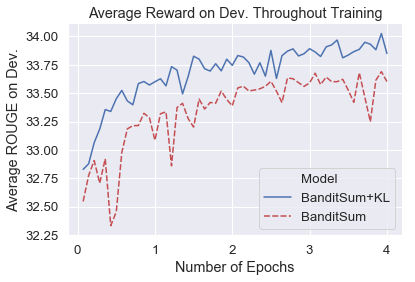 Average Reward on Dev. Throughout Training
Average ROUGE on Dev.
34.00
33.75
33.50
33.25
33.00
32.75
32.50
32.25
0
1
2
3
4
Number of Epochs
Model
BanditSum+KL
BanditSum